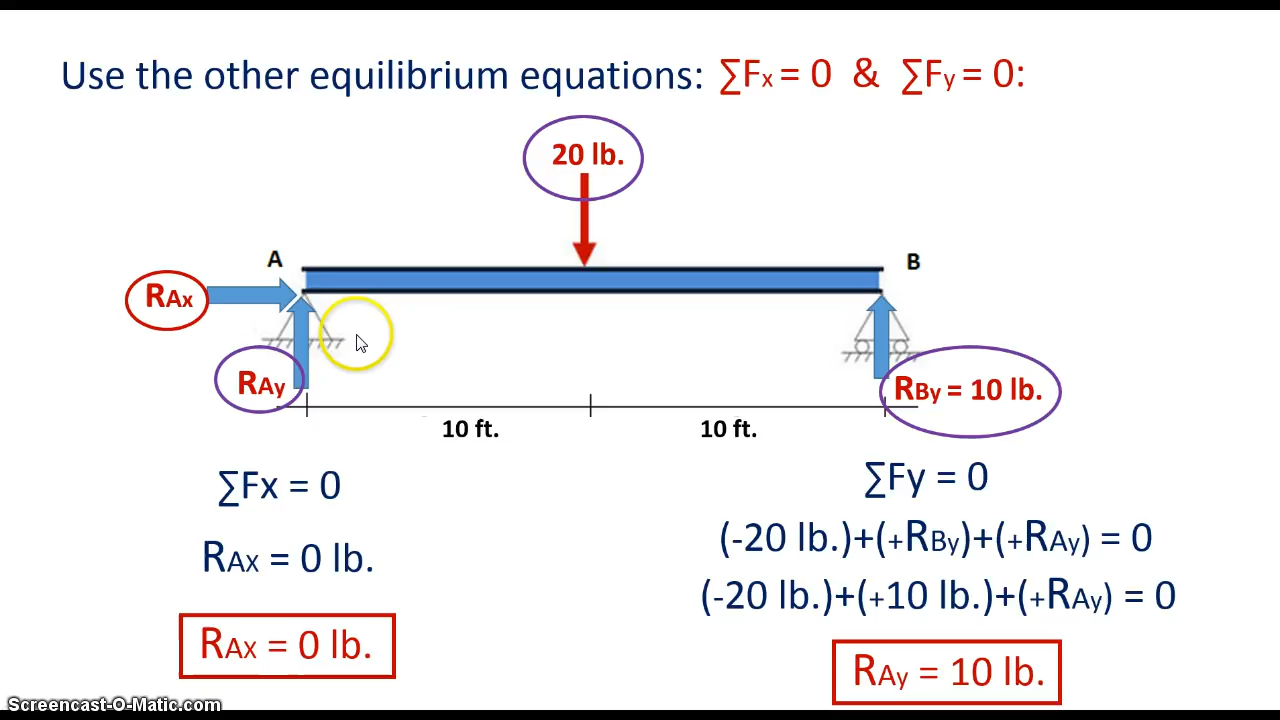 Use the other equilibrium equations: ∑Fx = 0 & ∑Fy = 0:
20 lb.
A
B
RAx
RAy
RBy = 10 lb.
10 ft.
10 ft.
∑Fx = 0
RAx = 0 lb.
RAx = 0 lb.
∑Fy = 0
(-20 lb.)+(+RBy)+(+RAy) = 0
(-20 lb.)+(+10 lb.)+(+RAy) = 0
RAy = 10 lb.
Screencast-O-Matic.com